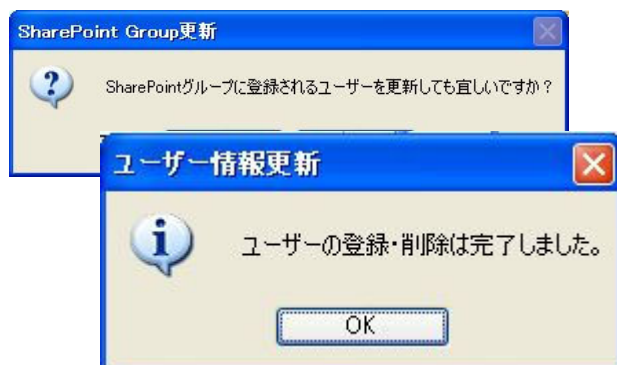 SharePoint Group更新
SharePointグループに登録されるユーザーを更新しても宜しいですか?
ユーザー情報更新
ユーザーの登録・削除は完了しました。
OK